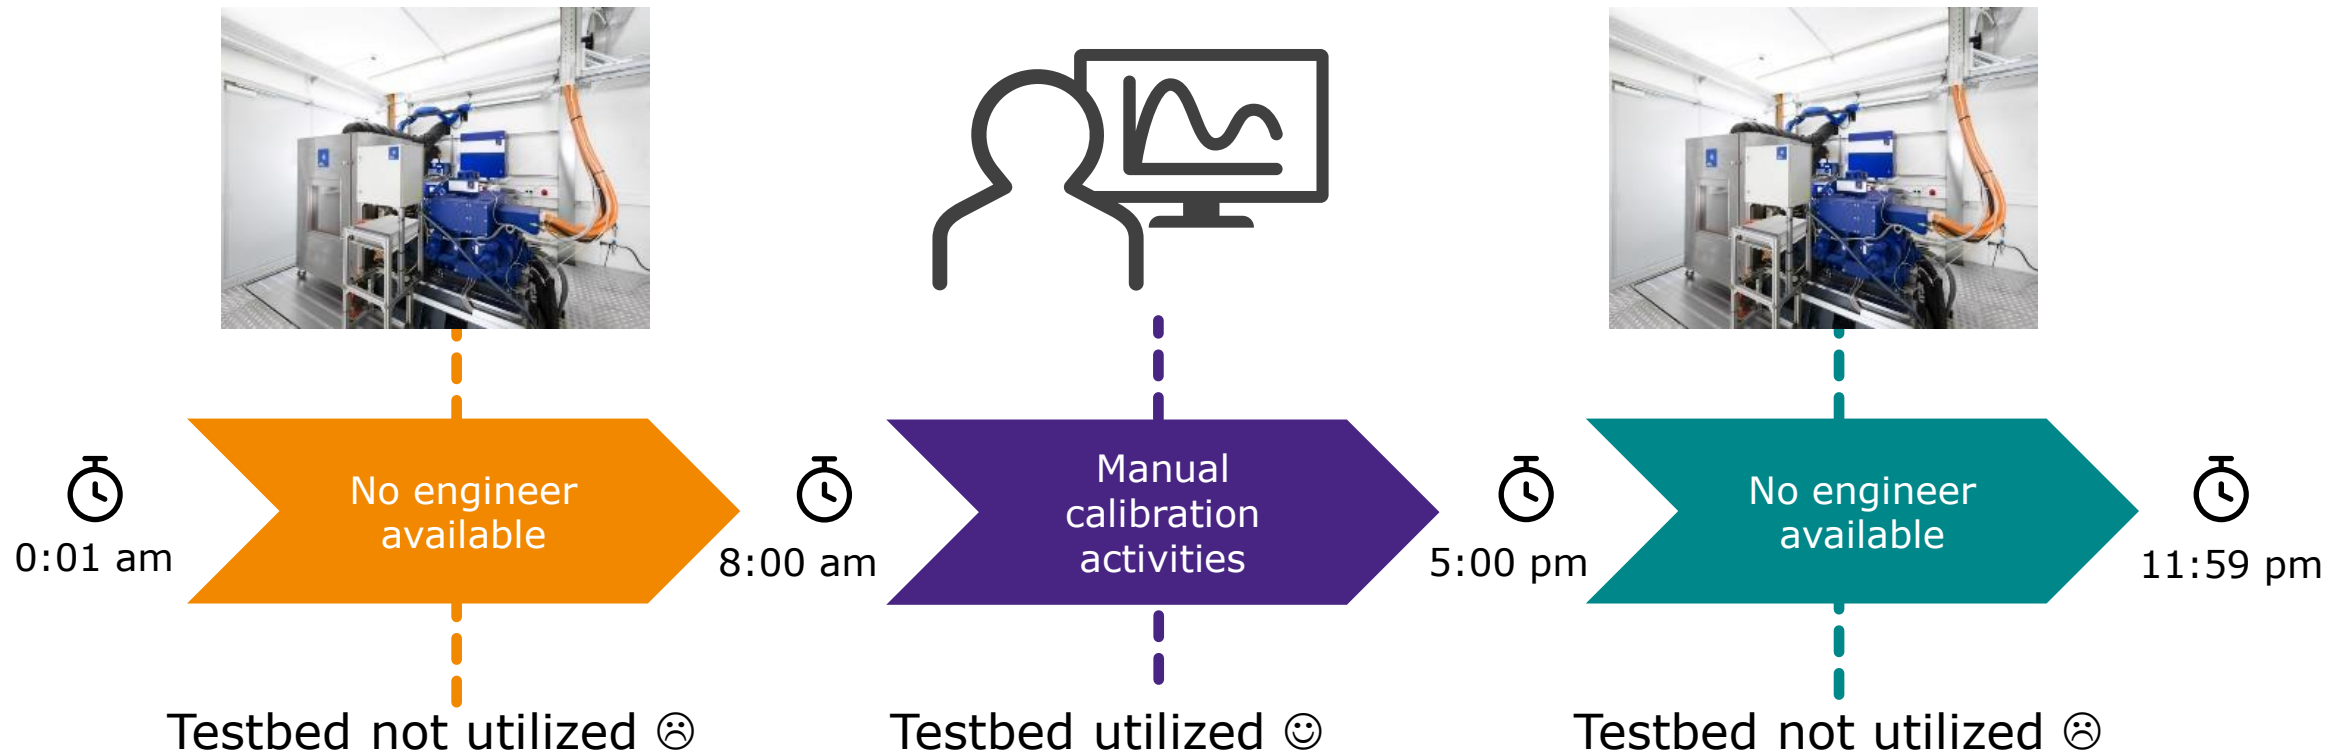 No engineer
available
Manual
calibration
activities
No engineer
available
0:01 am
8:00 am
5:00 pm
11:59 pm
Testbed not utilized ☹
Testbed utilized ☺
Testbed not utilized ☹